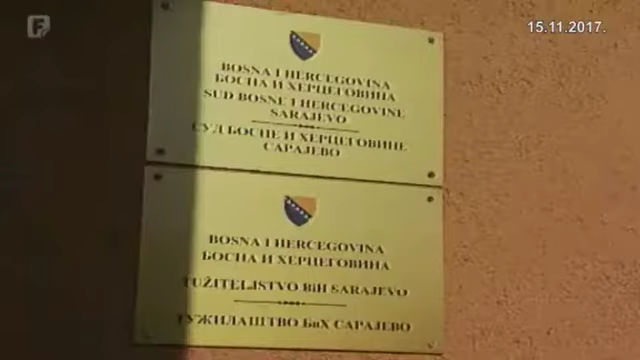 15.11.2017.
BOSNA I HERCEGOVINA
БОСНА И ХЕРЦЕГОВИНА
SUD BOSNE I HERCEGOVINE
SARAJEVO
СУД БОСНЕ И ХЕРЦЕГОВИНЕ
САРАЈЕВО
BOSNA I HERCEGOVINA
БОСНА И ХЕРЦЕГОВИНА
TUŽITELJSTVO BiH SARAJEVO
ТУЖИЛАШТВО БиХ САРАЈЕВО